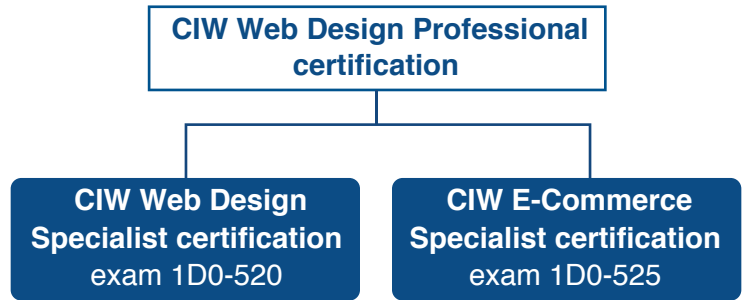 CIW Web Design Professional
certification
CIW Web Design
Specialist certification
exam 1D0-520
CIW E-Commerce
Specialist certification
exam 1D0-525